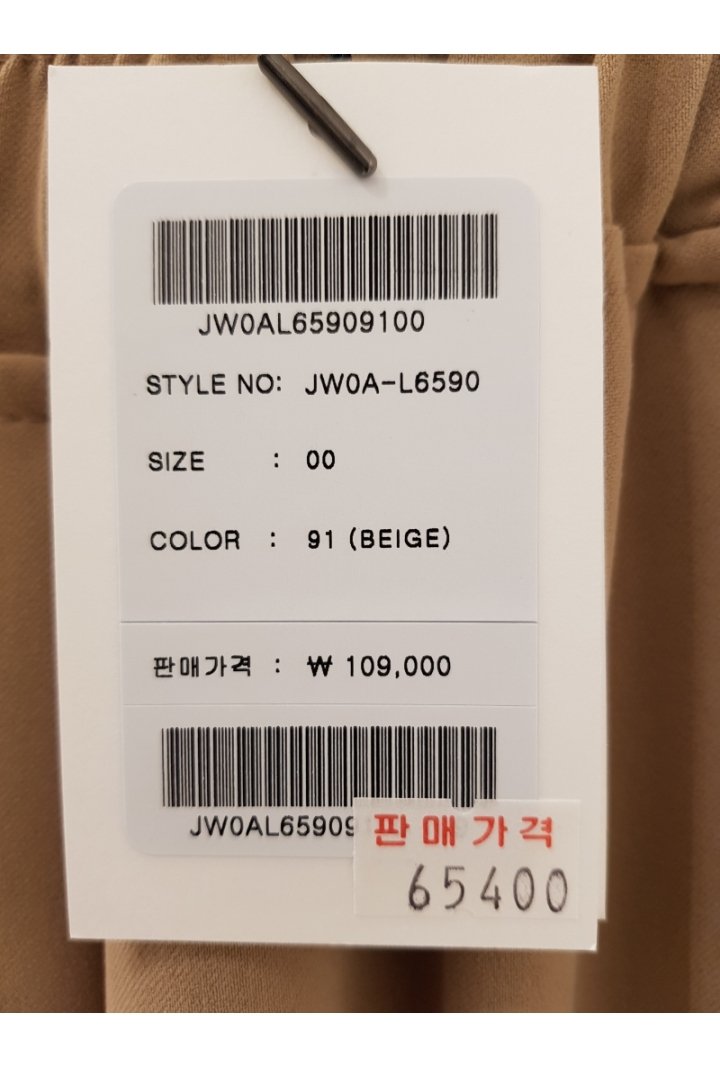 JW0AL65909100
STYLE NO: JW0A-L6590
SIZE : 00
COLOR : 91 (BEIGE)
판매가격 : ₩ 109,000
JW0AL65909
판매가격
65400